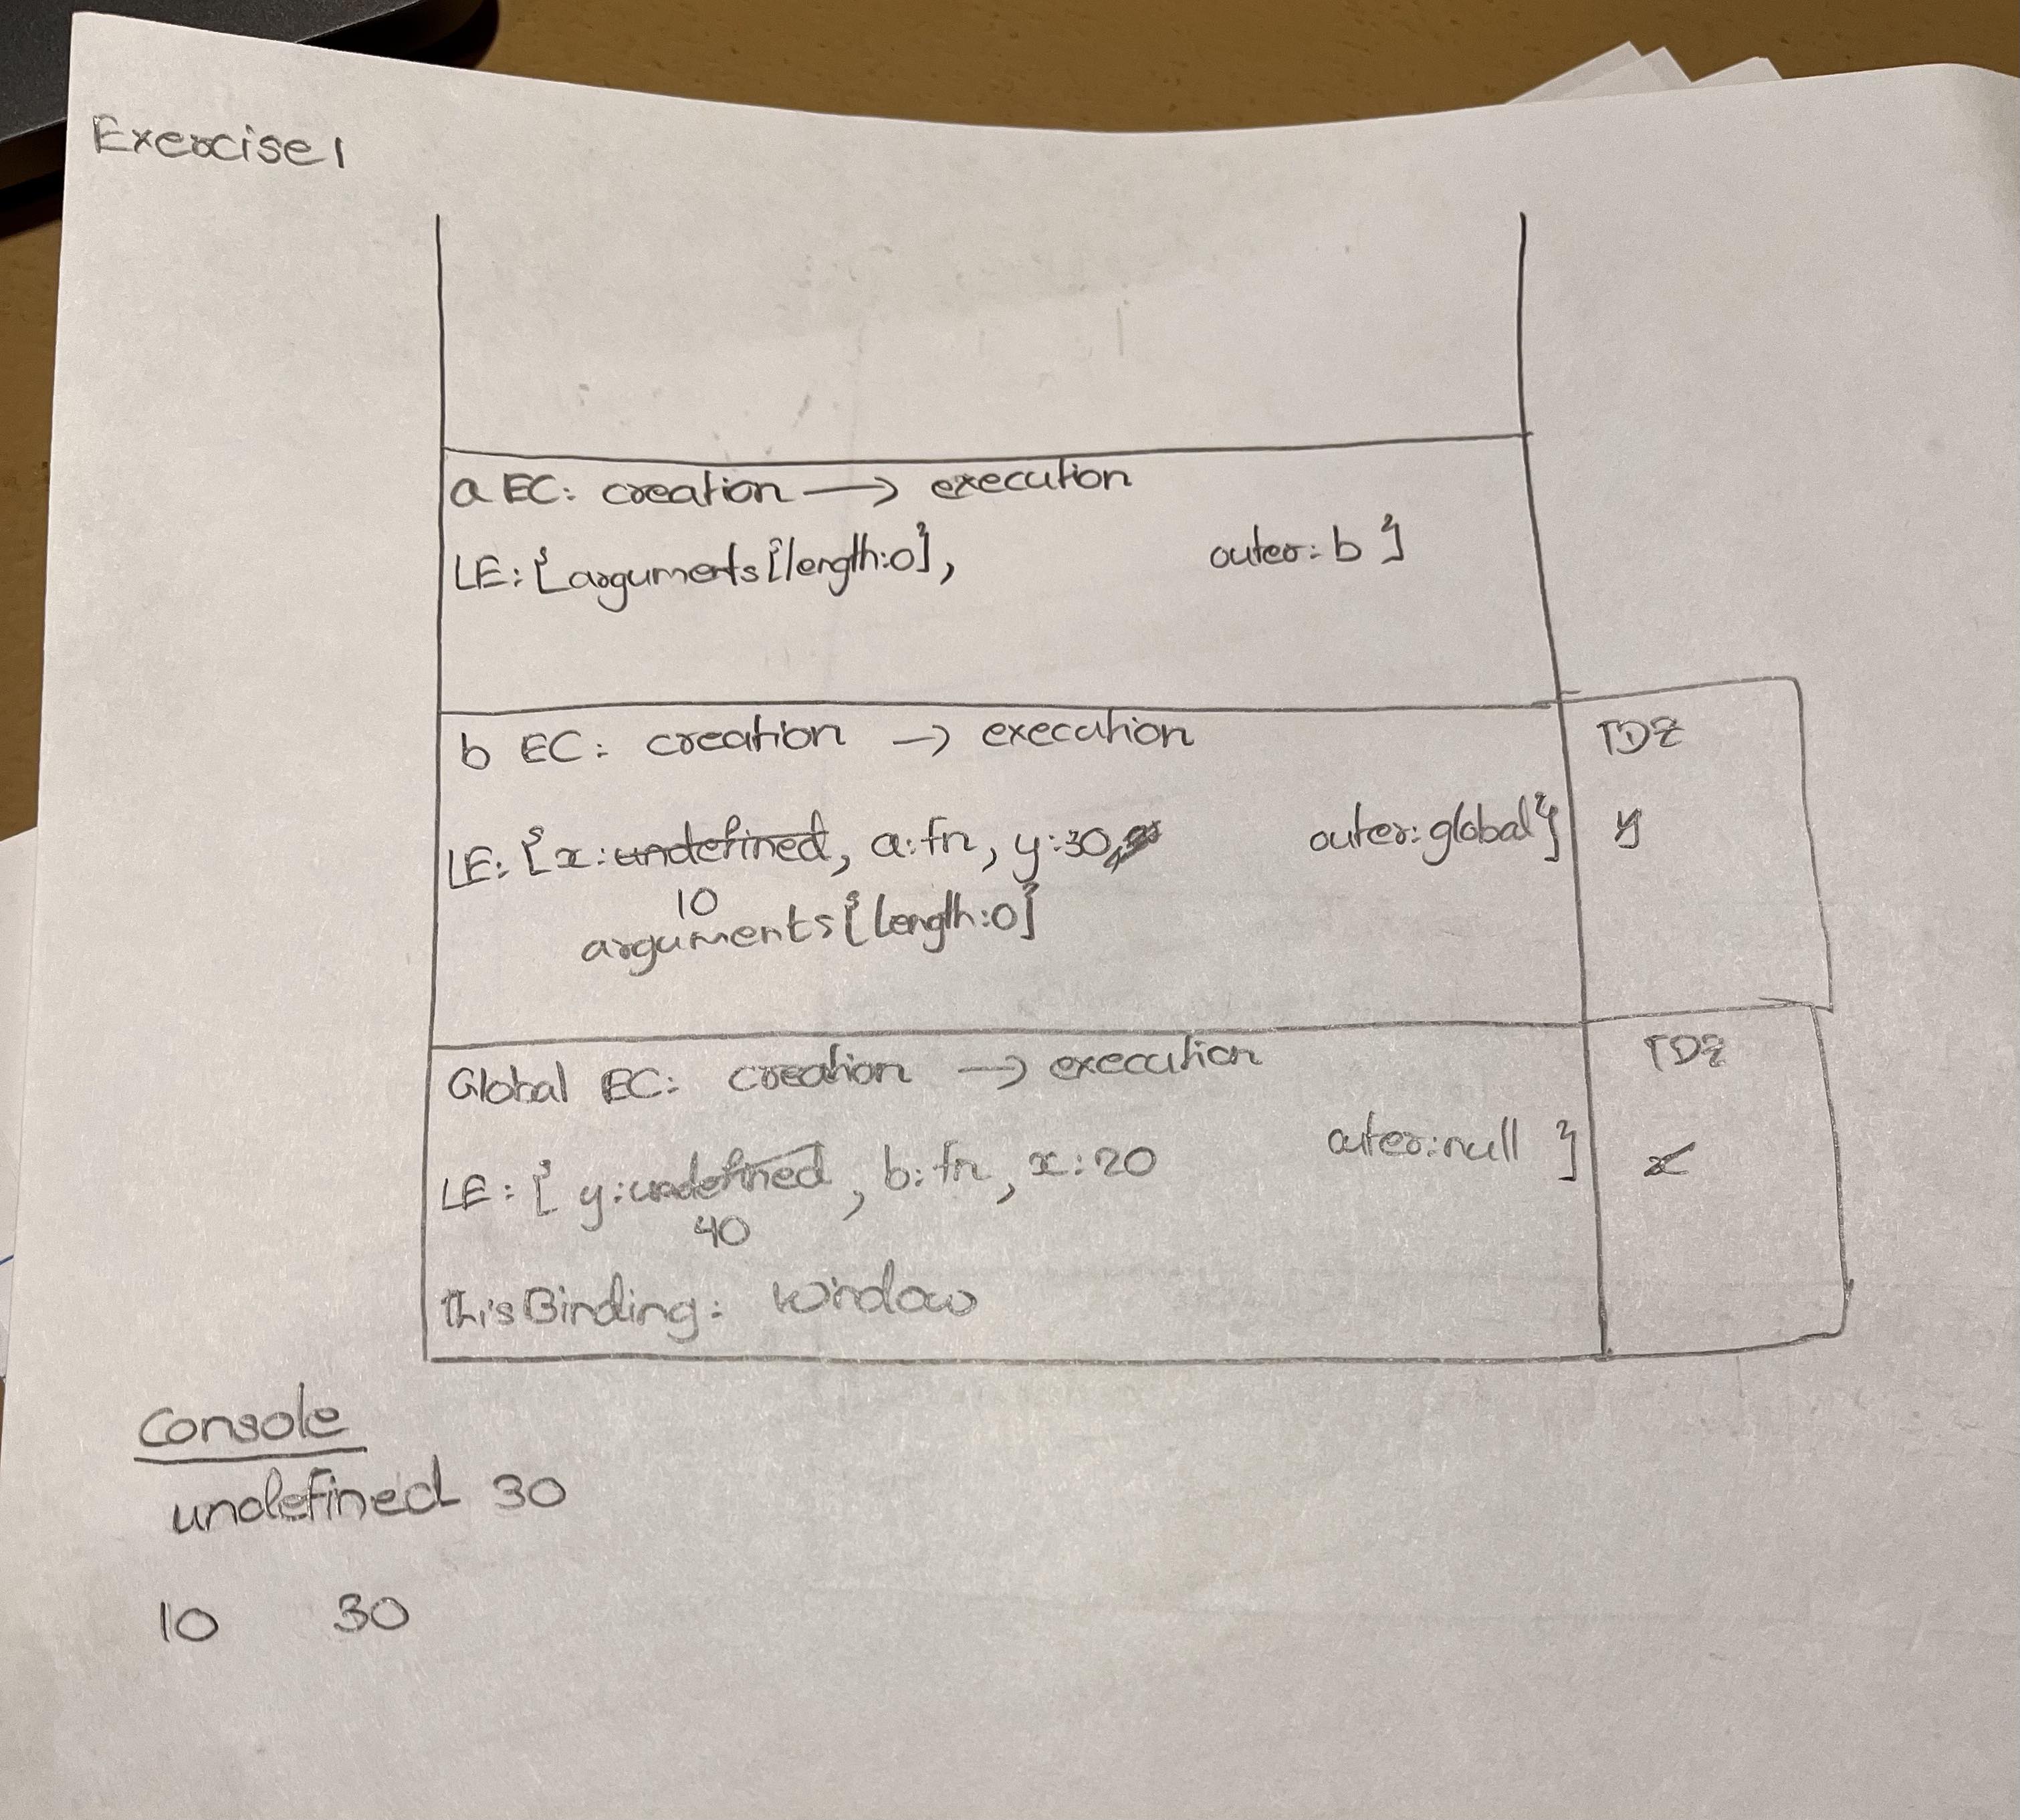 Exercise 1
a EC: creation → execution
LE: {arguments{length:0}, outer: b }
b EC: creation → execution TDZ
LE: {x: undefined, a: fn, y: 30, outer: global} y
10
arguments{length:0}
Global EC: creation → execution TDZ
LE: { y: undefined, b: fn, x: 20 outer: null } x
40
this Binding: window
Console
undefined 30
10 30